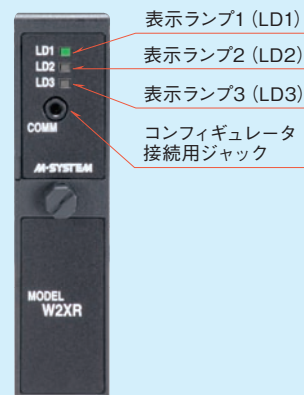 表示ランプ1（LD1）
表示ランプ2（LD2）
表示ランプ3（LD3）
コンフィギュレータ
接続用ジャック
LD1
LD2
LD3
COMM
M-SYSTEM
MODEL
W2XR